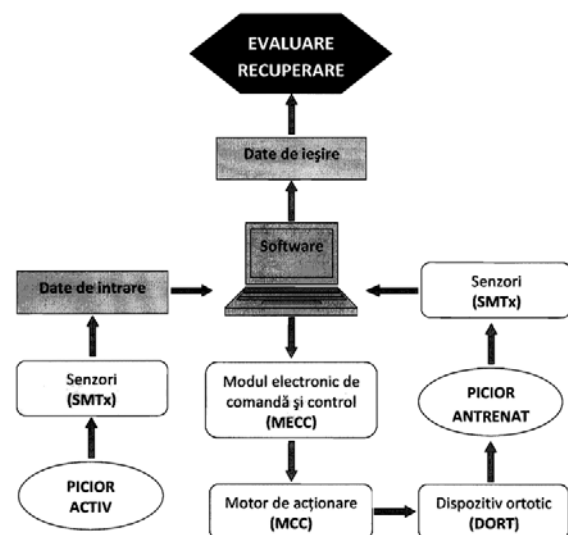 EVALUARE
RECUPERARE
Date de ieşire
Software
Date de intrare
Senzori
(SMTx)
Senzori
(SMTx)
Modul electronic de
comandă şi control
(MECC)
PICIOR
ANTRENAT
PICIOR
ACTIV
Motor de acţionare
(MCC)
Dispozitiv ortotic
(DORT)